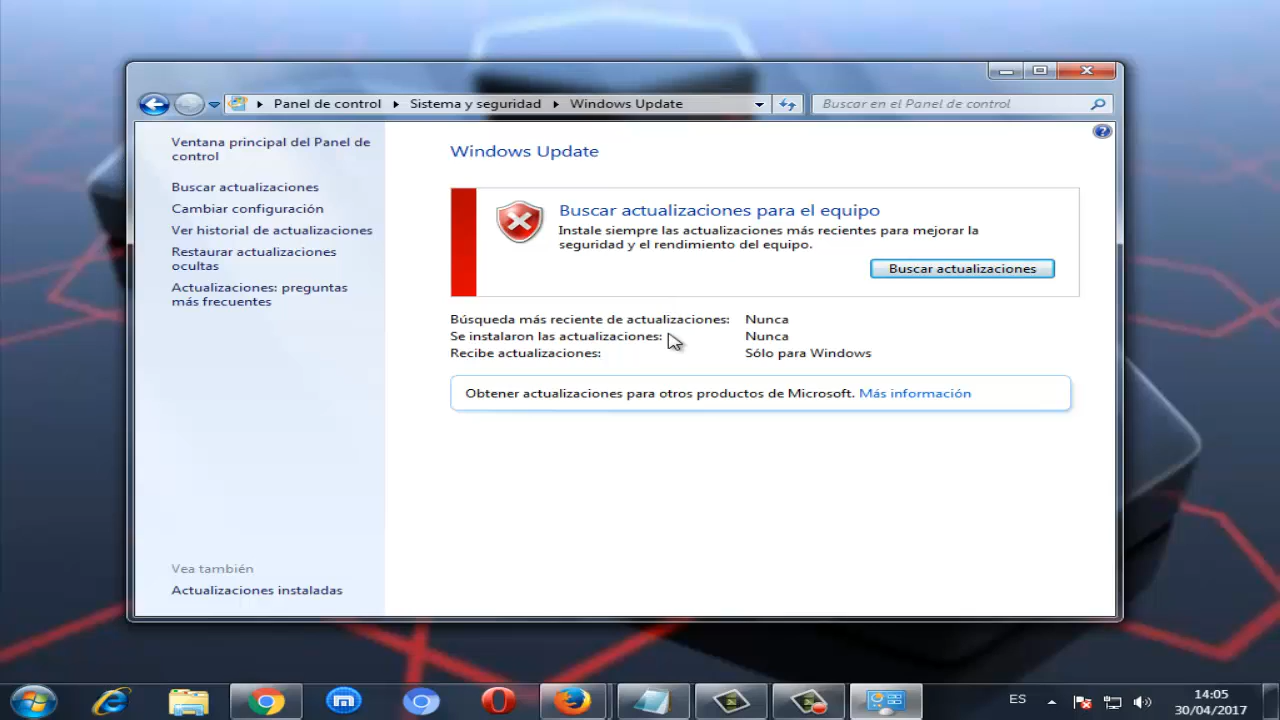 Panel de control
Sistema y seguridad
Windows Update
Buscar en el Panel de control
Ventana principal del Panel de
control
Buscar actualizaciones
Cambiar configuración
Ver historial de actualizaciones
Restaurar actualizaciones
ocultas
Actualizaciones: preguntas
más frecuentes
Vea también
Actualizaciones instaladas
Windows Update
Buscar actualizaciones para el equipo
Instale siempre las actualizaciones más recientes para mejorar la
seguridad y el rendimiento del equipo.
Buscar actualizaciones
Búsqueda más reciente de actualizaciones: Nunca
Se instalaron las actualizaciones: Nunca
Recibe actualizaciones: Sólo para Windows
Obtener actualizaciones para otros productos de Microsoft. Más información
ES
14:05
30/04/2017